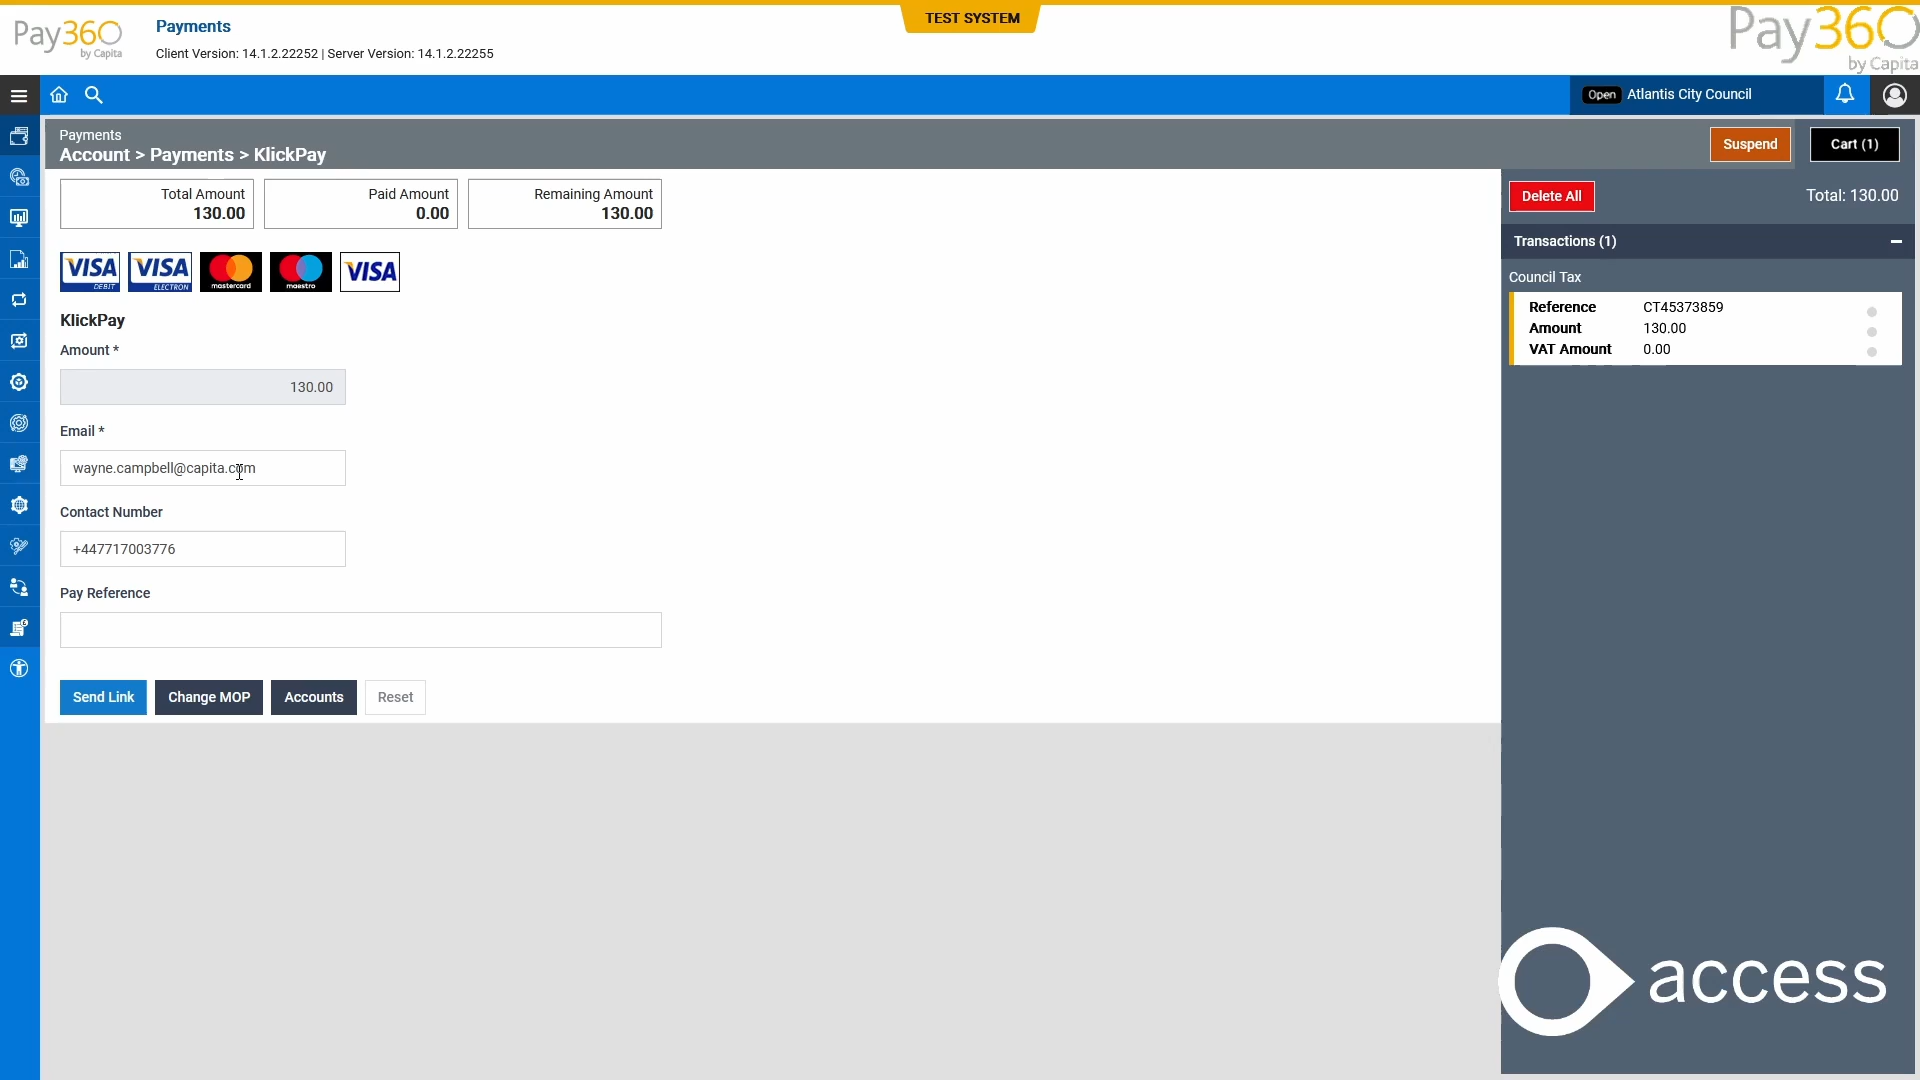 Pay360
by Capita
Payments
Client Version: 14.1.2.22252 | Server Version: 14.1.2.22255
TEST SYSTEM
Pay360
by Capita
Open Atlantis City Council
Payments
Account > Payments > KlickPay
Suspend
Cart (1)
Total Amount
130.00
Paid Amount
0.00
Remaining Amount
130.00
VISA
DEBIT
VISA
ELECTRON
mastercard
maestro
VISA
KlickPay
Amount *
130.00
Email *
wayne.campbell@capita.com
Contact Number
+447717003776
Pay Reference
Send Link
Change MOP
Accounts
Reset
Delete All
Total: 130.00
Transactions (1)
Council Tax
Reference CT45373859
Amount 130.00
VAT Amount 0.00
access